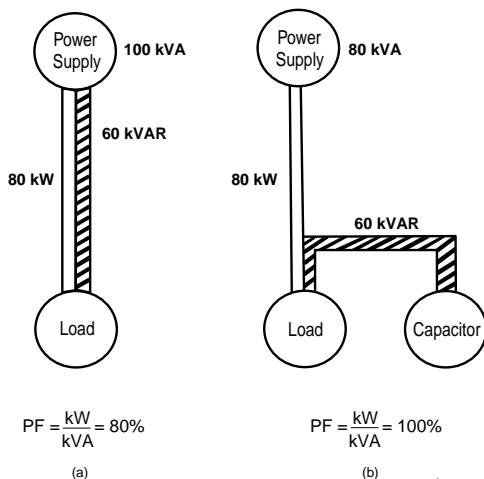 Power
Supply
100 kVA
60 kVAR
80 kW
Load
PF = kW/kVA = 80%
(a)
Power
Supply
80 kVA
80 kW
60 kVAR
Load
Capacitor
PF = kW/kVA = 100%
(b)